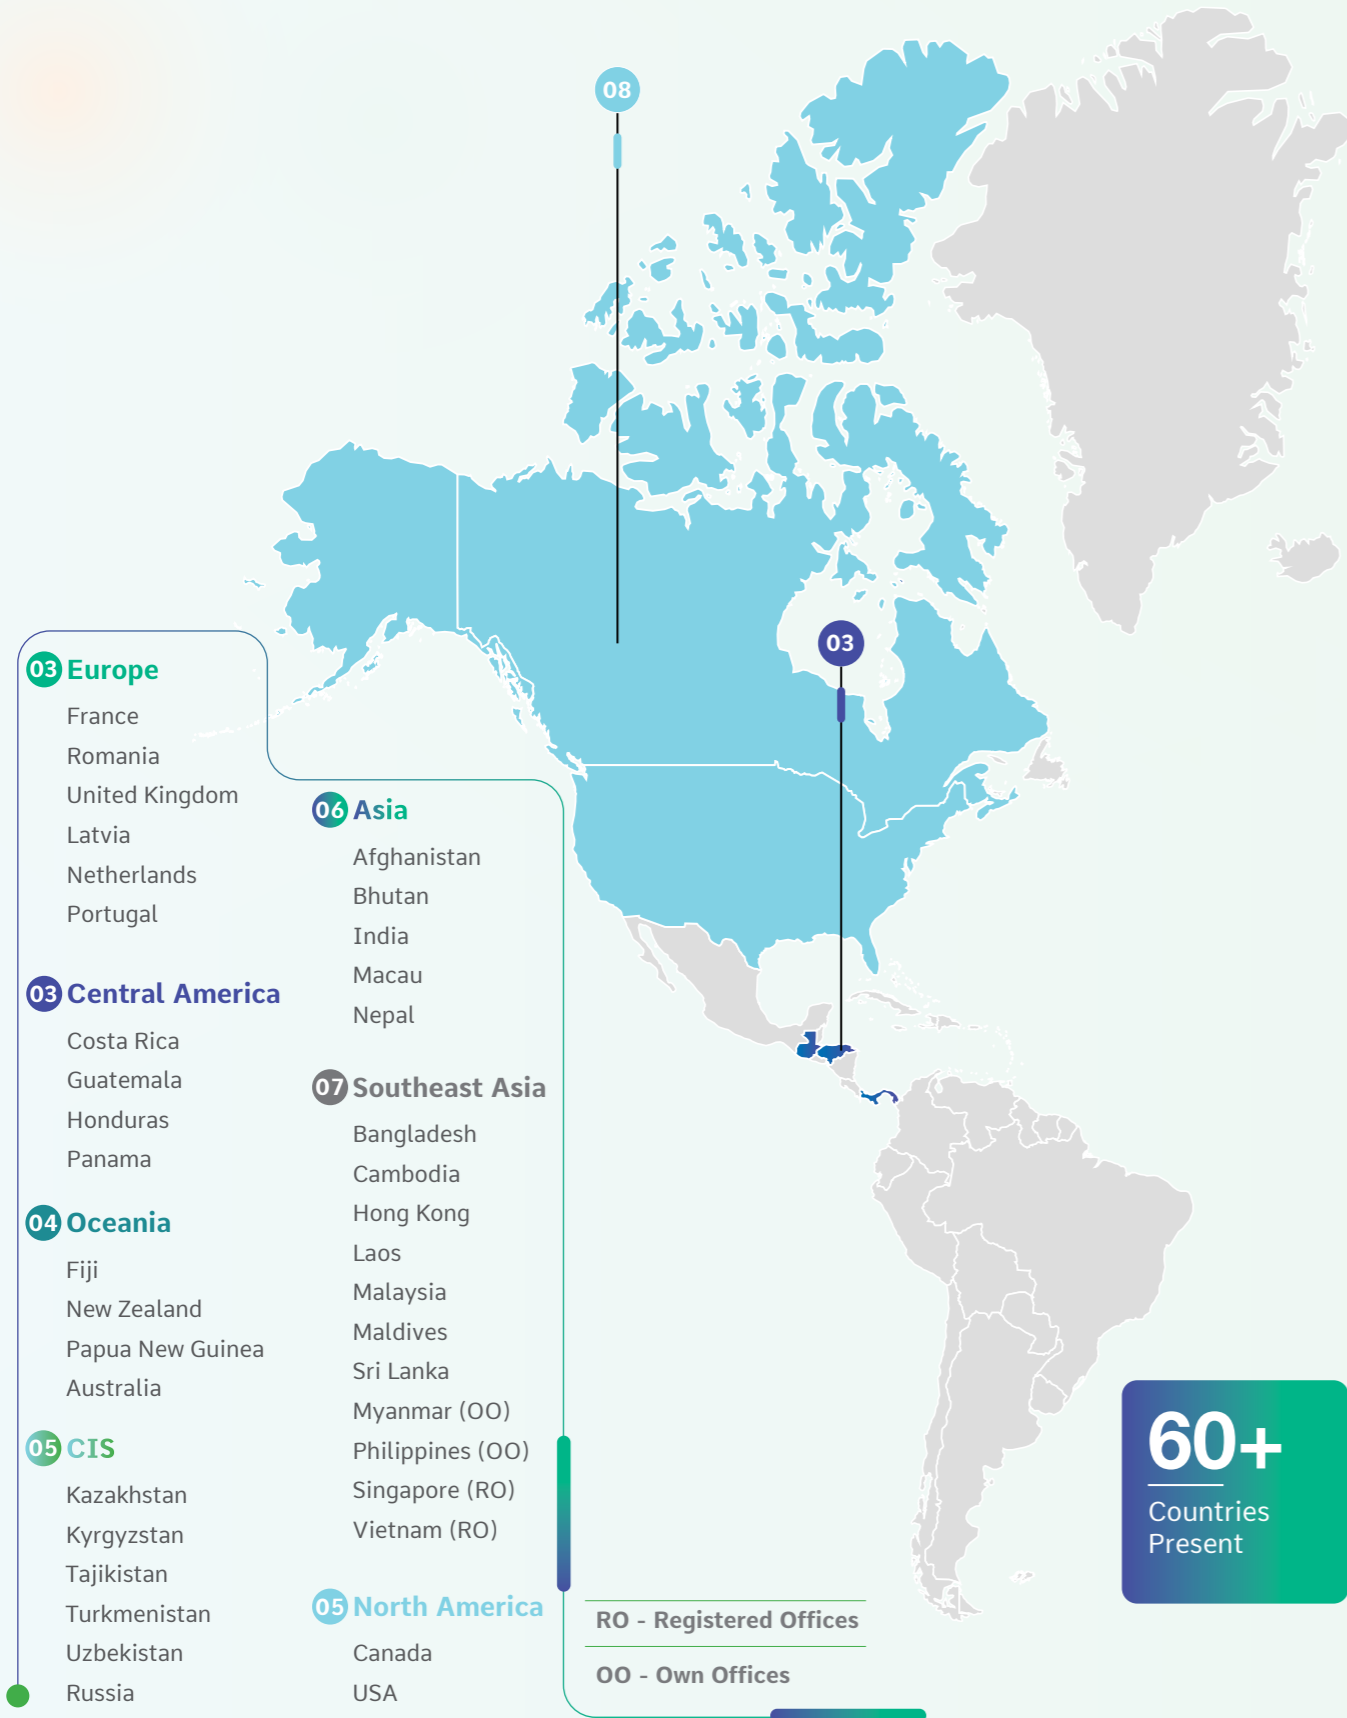 08
03
03 Europe
France
Romania
United Kingdom
Latvia
Netherlands
Portugal
03 Central America
Costa Rica
Guatemala
Honduras
Panama
04 Oceania
Fiji
New Zealand
Papua New Guinea
Australia
05 CIS
Kazakhstan
Kyrgyzstan
Tajikistan
Turkmenistan
Uzbekistan
Russia
06 Asia
Afghanistan
Bhutan
India
Macau
Nepal
07 Southeast Asia
Bangladesh
Cambodia
Hong Kong
Laos
Malaysia
Maldives
Sri Lanka
Myanmar (OO)
Philippines (OO)
Singapore (RO)
Vietnam (RO)
05 North America
Canada
USA
RO - Registered Offices
OO - Own Offices
60+
Countries
Present